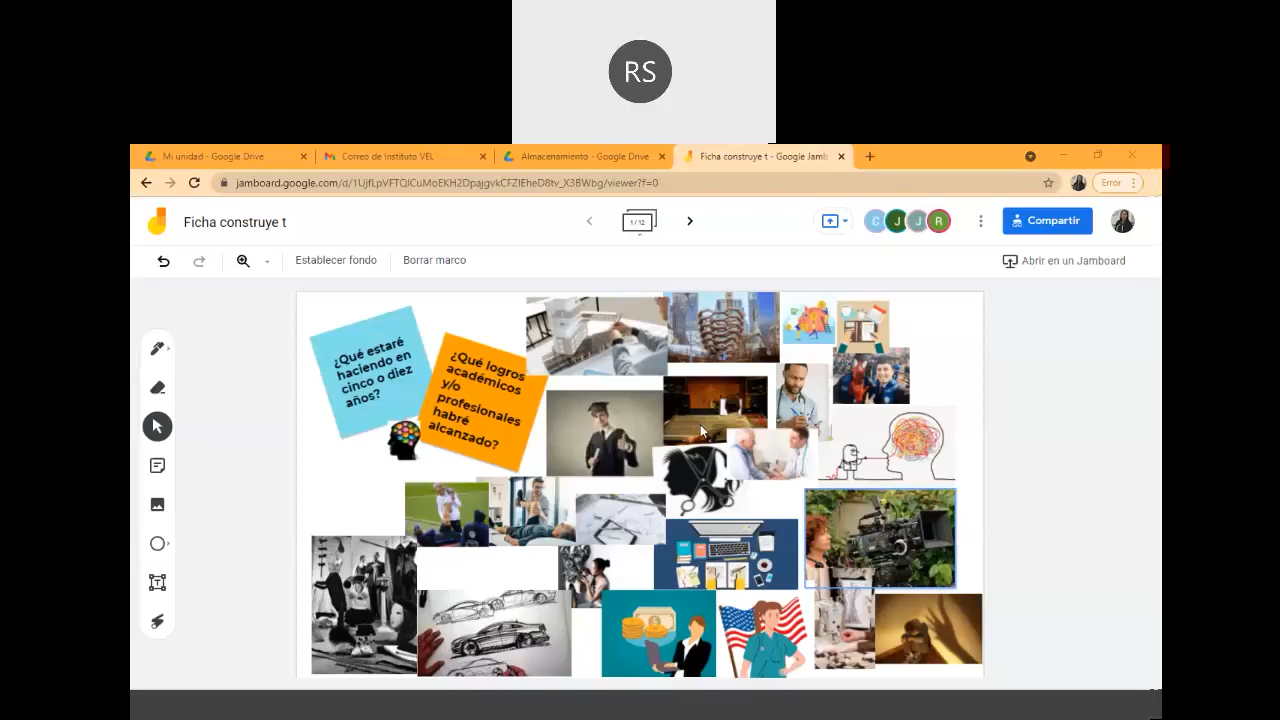 RS
Mi unidad - Google Drive
Correo de Instituto VEL
Almacenamiento - Google Drive
Ficha construye t - Google Jamb
jamboard.google.com/d/1UjfLpVFTQlCuMoEKH2DpajgvkCFZlEheD8tv_X3BWbg/viewer?f=0
Error
Ficha construye t
1 / 12
C J J R
Compartir
Establecer fondo
Borrar marco
Abrir en un Jamboard
¿Qué estaré
haciendo en
cinco o diez
años?
¿Qué logros
académicos
y/o
profesionales
habré
alcanzado?